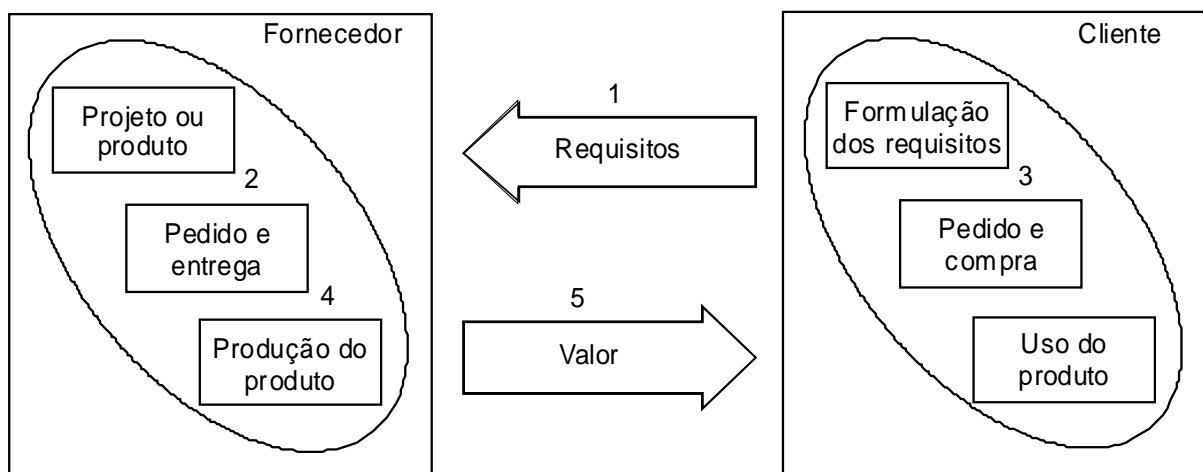 Fornecedor
Projeto ou
produto
2
Pedido e
entrega
4
Produção do
produto
1
Requisitos
5
Valor
Cliente
Formulação
dos requisitos
3
Pedido e
compra
Uso do
produto